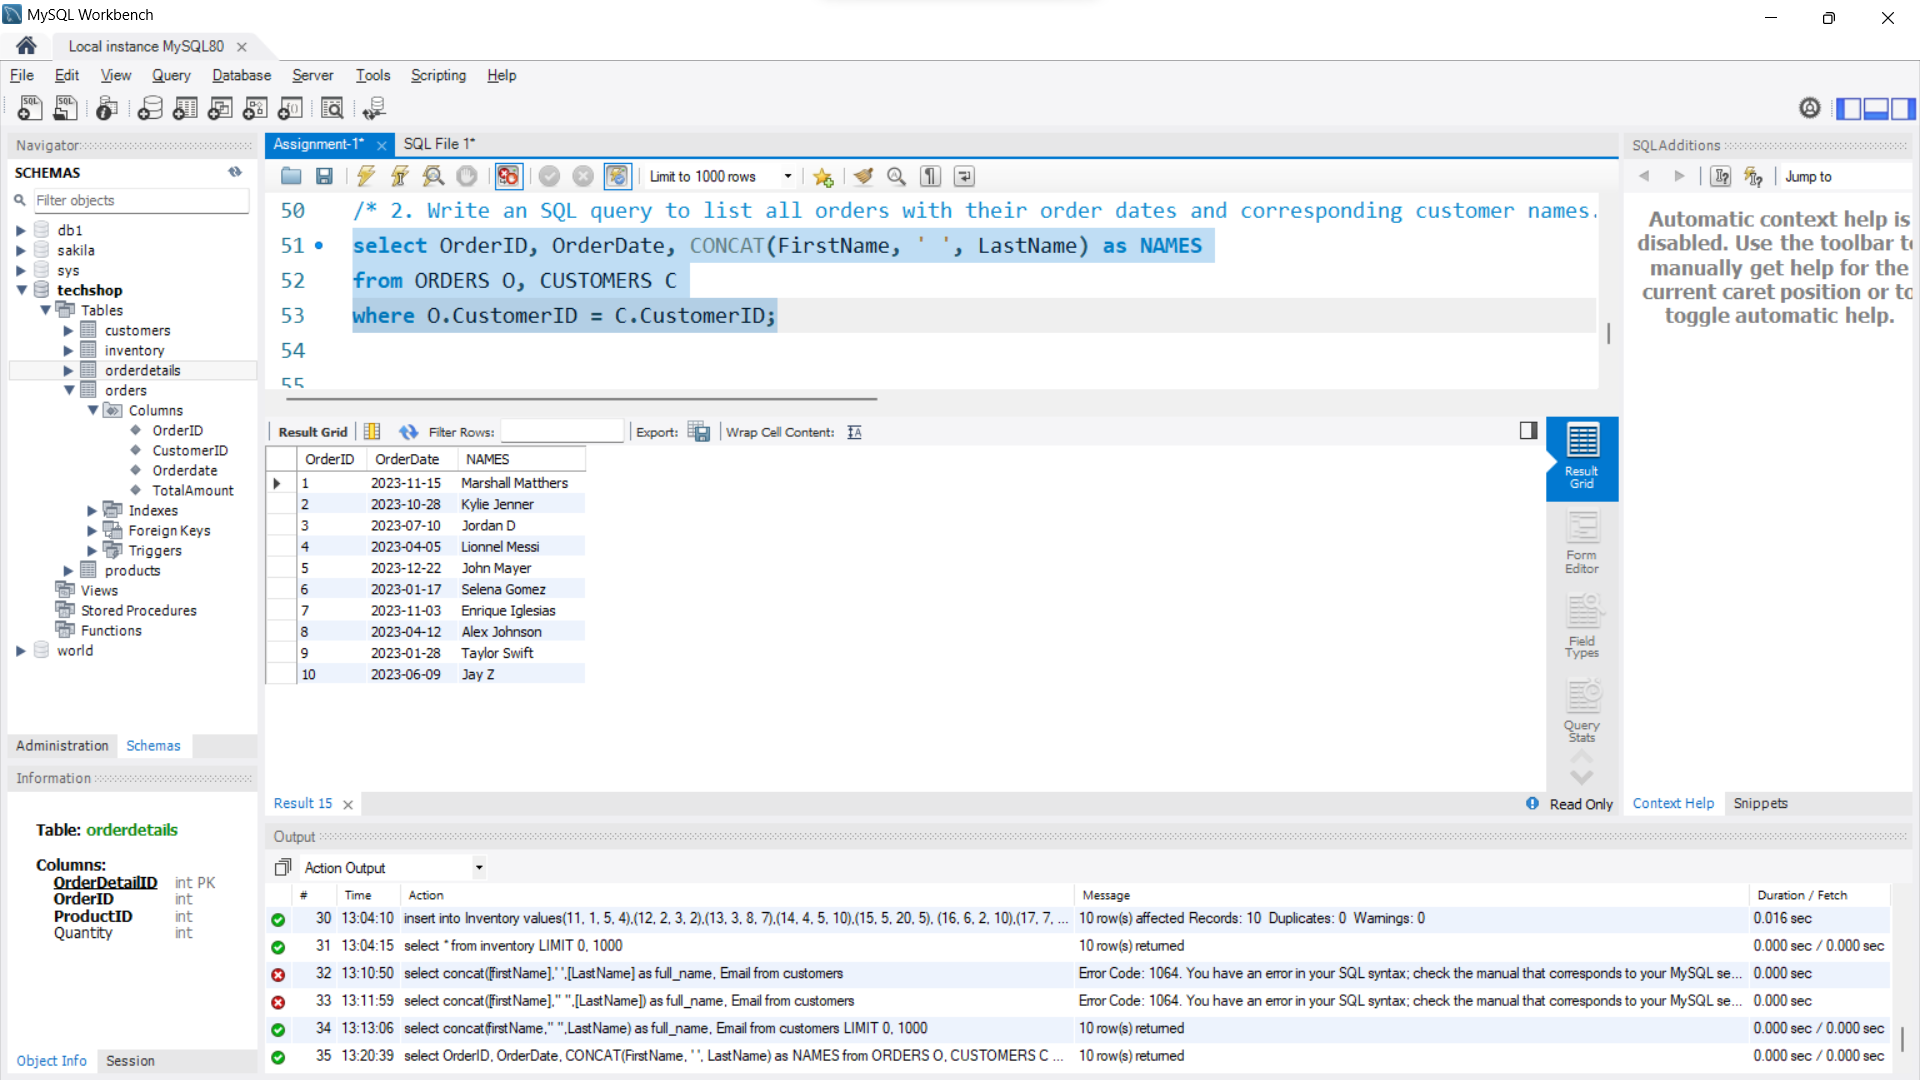 MySQL Workbench
Local instance MySQL80
File Edit View Query Database Server Tools Scripting Help
Navigator
SCHEMAS
Filter objects
db1
sakila
sys
techshop
Tables
customers
inventory
orderdetails
orders
Columns
OrderID
CustomerID
Orderdate
TotalAmount
Indexes
Foreign Keys
Triggers
products
Views
Stored Procedures
Functions
world
Administration Schemas
Information
Table: orderdetails
Columns:
OrderDetailID int PK
OrderID int
ProductID int
Quantity int
Object Info Session
Assignment-1* SQL File 1*
Limit to 1000 rows
50 /* 2. Write an SQL query to list all orders with their order dates and corresponding customer names.
51 select OrderID, OrderDate, CONCAT(FirstName, ' ', LastName) as NAMES
52 from ORDERS O, CUSTOMERS C
53 where O.CustomerID = C.CustomerID;
54
55
Result Grid Filter Rows: Export: Wrap Cell Content:
OrderID OrderDate NAMES
1 2023-11-15 Marshall Matthers
2 2023-10-28 Kylie Jenner
3 2023-07-10 Jordan D
4 2023-04-05 Lionnel Messi
5 2023-12-22 John Mayer
6 2023-01-17 Selena Gomez
7 2023-11-03 Enrique Iglesias
8 2023-04-12 Alex Johnson
9 2023-01-28 Taylor Swift
10 2023-06-09 Jay Z
Result
Grid
Form
Editor
Field
Types
Query
Stats
Result 15 Read Only
SQLAdditions
Jump to
Automatic context help is
disabled. Use the toolbar to
manually get help for the
current caret position or to
toggle automatic help.
Context Help Snippets
Output
Action Output
# Time Action Message Duration / Fetch
30 13:04:10 insert into Inventory values(11, 1, 5, 4),(12, 2, 3, 2),(13, 3, 8, 7),(14, 4, 5, 10),(15, 5, 20, 5), (16, 6, 2, 10),(17, 7, ... 10 row(s) affected Records: 10 Duplicates: 0 Warnings: 0 0.016 sec
31 13:04:15 select * from inventory LIMIT 0, 1000 10 row(s) returned 0.000 sec / 0.000 sec
32 13:10:50 select concat([firstName],' ',[LastName] as full_name, Email from customers Error Code: 1064. You have an error in your SQL syntax; check the manual that corresponds to your MySQL se... 0.000 sec
33 13:11:59 select concat([firstName]," ",[LastName]) as full_name, Email from customers Error Code: 1064. You have an error in your SQL syntax; check the manual that corresponds to your MySQL se... 0.000 sec
34 13:13:06 select concat(firstName," ",LastName) as full_name, Email from customers LIMIT 0, 1000 10 row(s) returned 0.000 sec / 0.000 sec
35 13:20:39 select OrderID, OrderDate, CONCAT(FirstName, ' ', LastName) as NAMES from ORDERS O, CUSTOMERS C ... 10 row(s) returned 0.000 sec / 0.000 sec